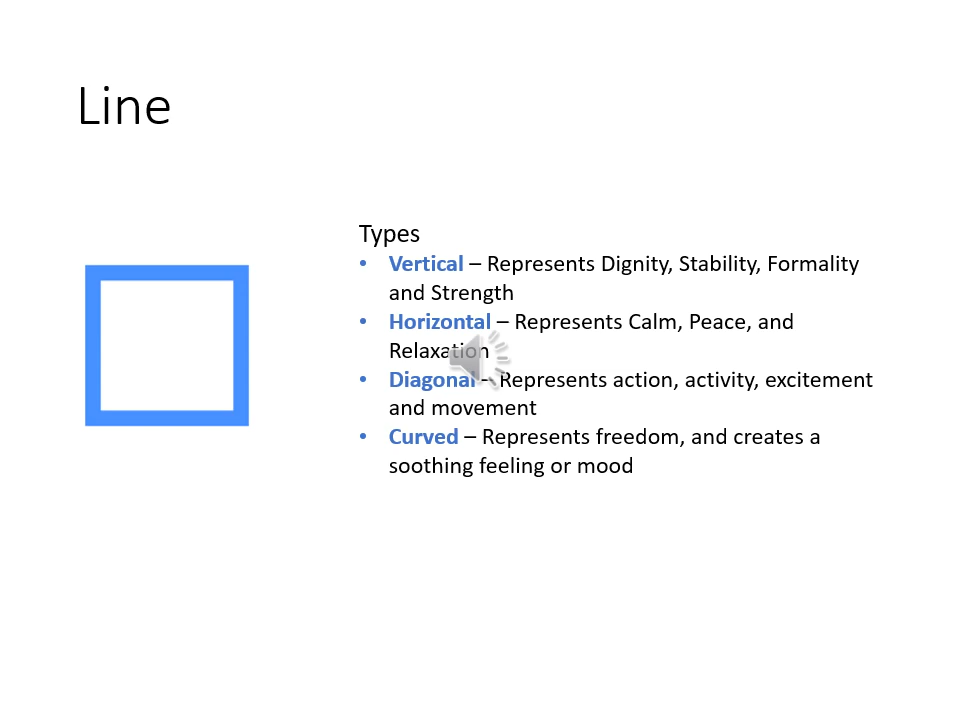 Line
Types
• Vertical – Represents Dignity, Stability, Formality
and Strength
• Horizontal – Represents Calm, Peace, and
Relaxation
• Diagonal – Represents action, activity, excitement
and movement
• Curved – Represents freedom, and creates a
soothing feeling or mood